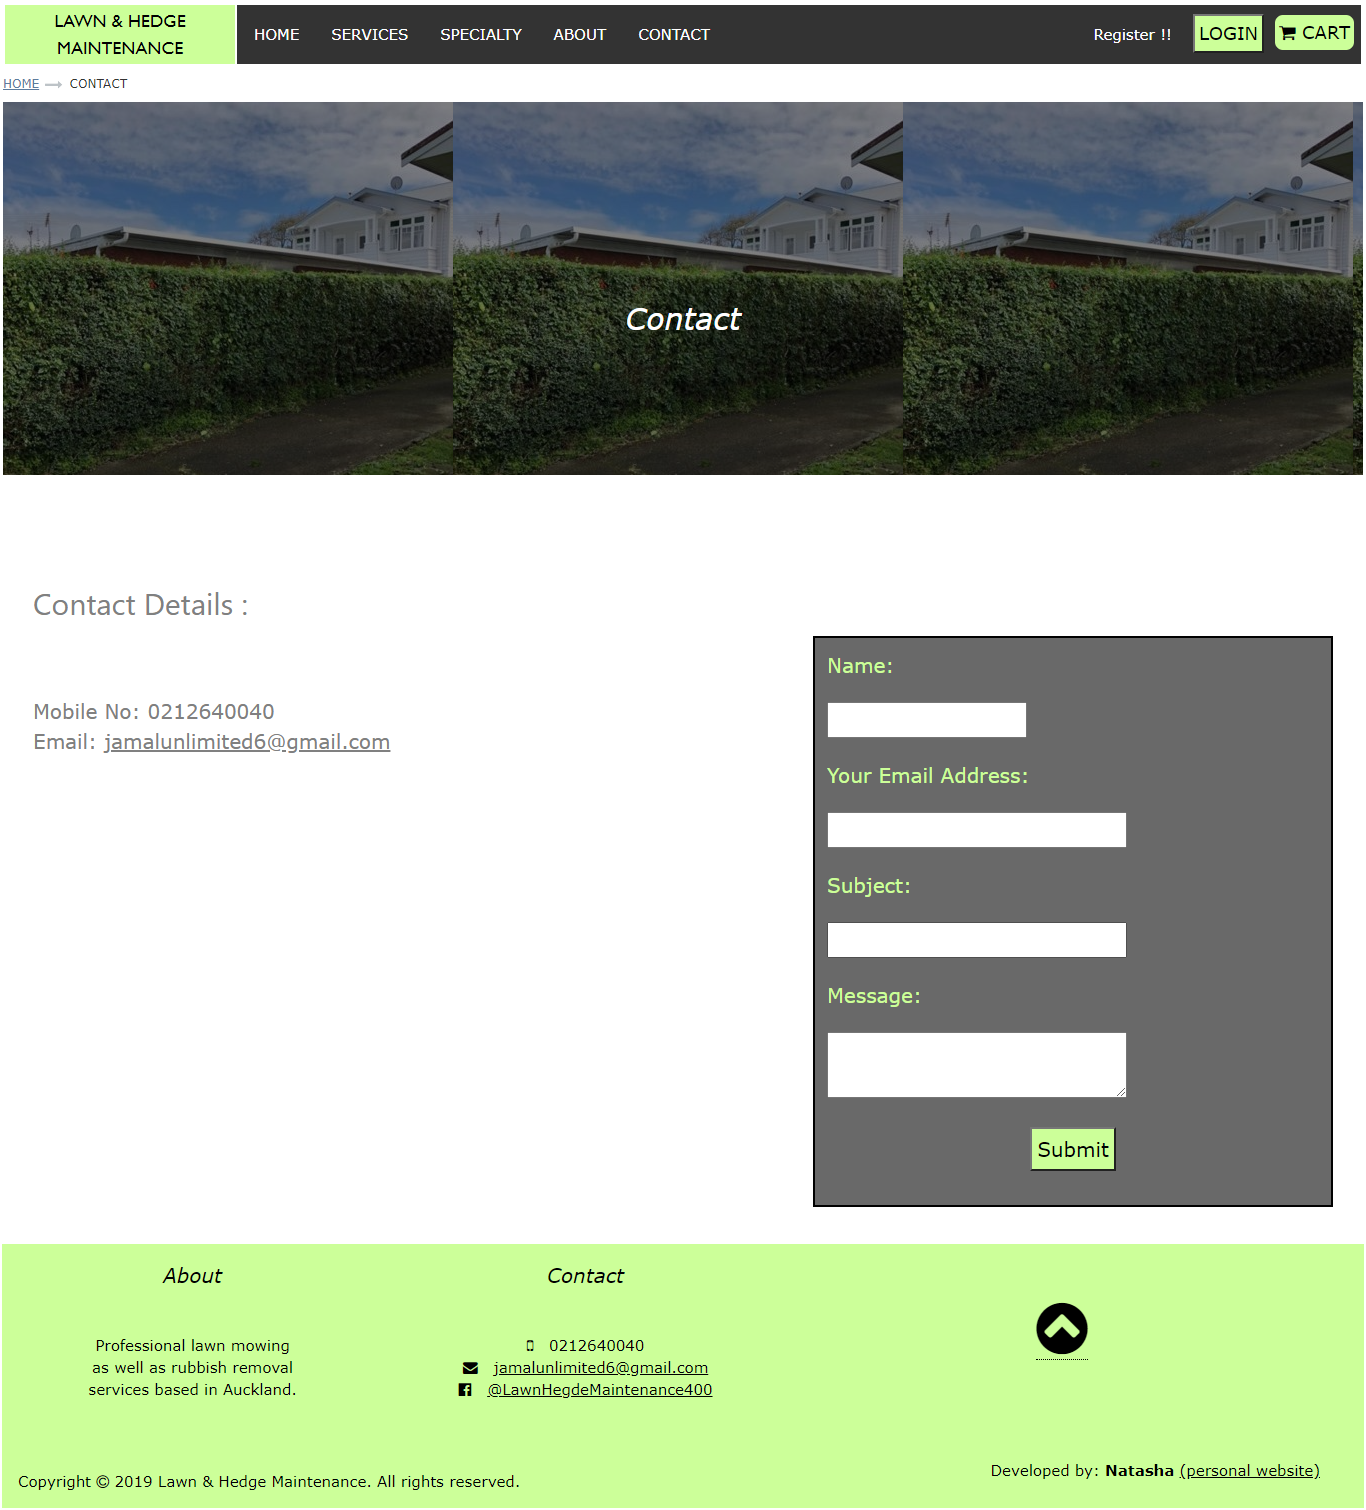 LAWN & HEDGE
MAINTENANCE
HOME SERVICES SPECIALTY ABOUT CONTACT
Register !!
LOGIN
CART
HOME CONTACT
Contact
Contact Details :
Mobile No: 0212640040
Email: jamalunlimited6@gmail.com
Name:
Your Email Address:
Subject:
Message:
Submit
About
Professional lawn mowing
as well as rubbish removal
services based in Auckland.
Contact
0212640040
jamalunlimited6@gmail.com
@LawnHegdeMaintenance400
Copyright © 2019 Lawn & Hedge Maintenance. All rights reserved.
Developed by: Natasha (personal website)